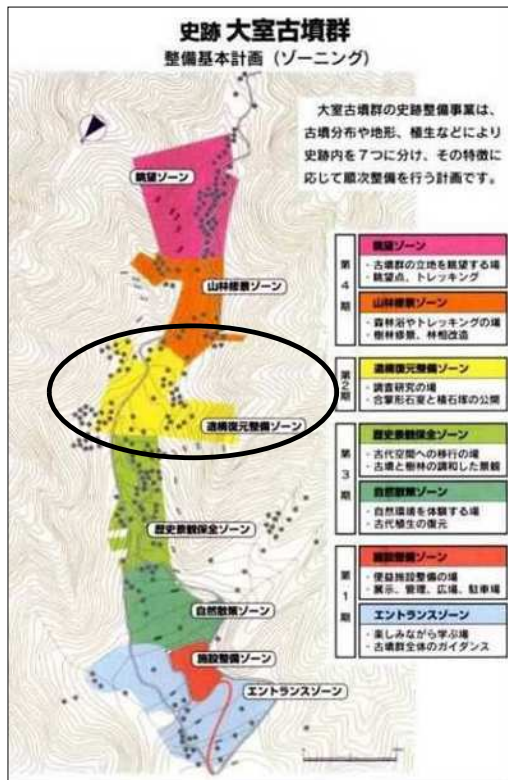 史跡 大室古墳群
整備基本計画（ゾーニング）
大室古墳群の史跡整備事業は、
古墳分布や地形、植生などにより
史跡内を７つに分け、その特徴に
応じて順次整備を行う計画です。
眺望ゾーン
山林修景ゾーン
遺構復元整備ゾーン
歴史景観保全ゾーン
自然散策ゾーン
施設整備ゾーン
エントランスゾーン
第４期
眺望ゾーン
・古墳群の立地を眺望する場
・眺望点、トレッキング
山林修景ゾーン
・森林浴やトレッキングの場
・樹林修景、林相改造
第２期
遺構復元整備ゾーン
・調査研究の場
・合掌形石室と積石塚の公開
第３期
歴史景観保全ゾーン
・古代空間への移行の場
・古墳と樹林の調和した景観
自然散策ゾーン
・自然環境を体験する場
・古代植生の復元
第１期
施設整備ゾーン
・便益施設整備の場
・展示、管理、広場、駐車場
エントランスゾーン
・楽しみながら学ぶ場
・古墳群全体のガイダンス